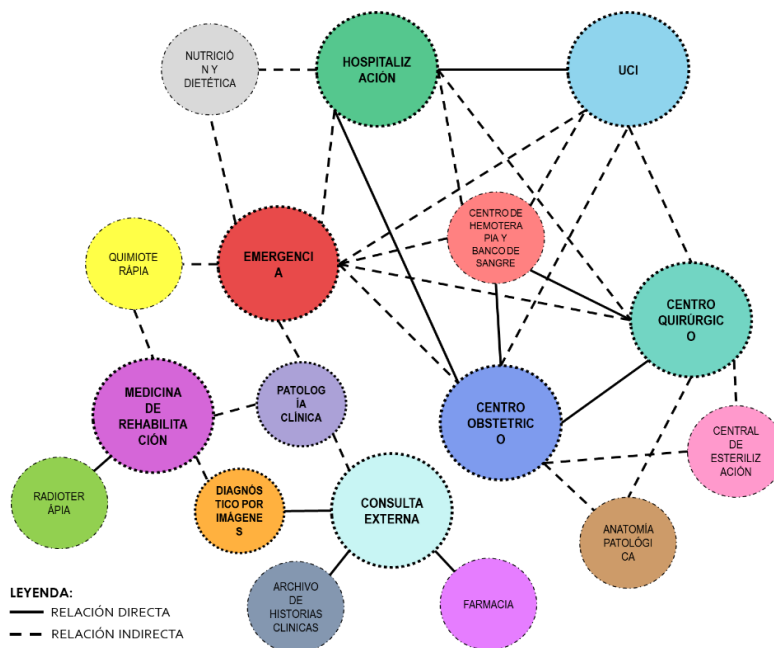 NUTRICIÓ
N Y
DIETÉTICA
HOSPITALIZ
ACIÓN
UCI
CENTRO DE
HEMOTERA
PIA Y
BANCO DE
SANGRE
QUIMIOTE
RÁPIA
EMERGENCI
A
CENTRO
QUIRÚRGIC
O
MEDICINA
DE
REHABILITA
CIÓN
PATOLOG
ÍA
CLÍNICA
CENTRO
OBSTETRIC
O
CENTRAL
DE
ESTERILIZ
ACIÓN
RADIOTER
ÁPIA
DIAGNÓS
TICO POR
IMÁGENE
S
CONSULTA
EXTERNA
ANATOMÍA
PATOLÓGI
CA
ARCHIVO
DE
HISTORIAS
CLINICAS
FARMACIA
LEYENDA:
RELACIÓN DIRECTA
RELACIÓN INDIRECTA